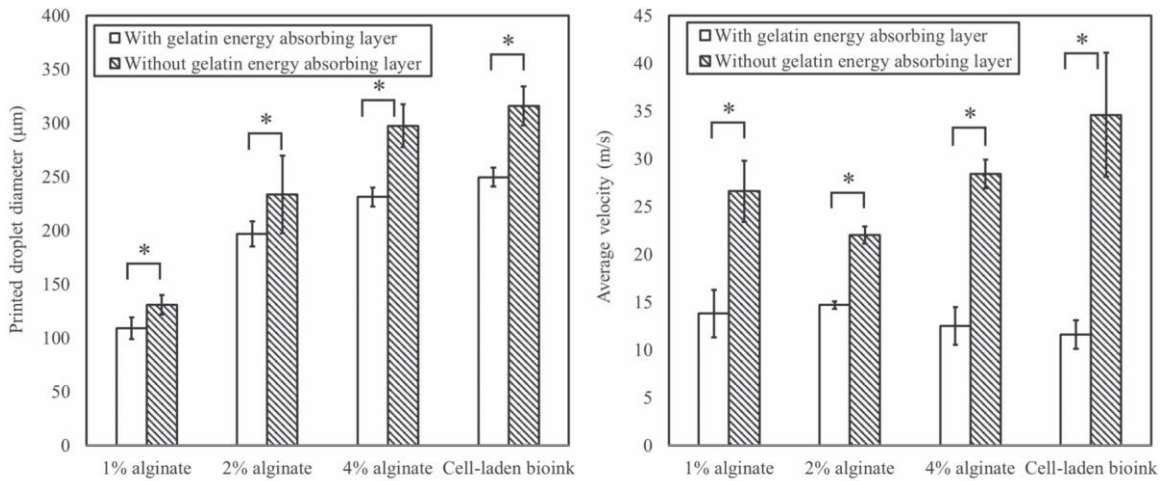 400
350
300
250
200
150
100
50
0
Printed droplet diameter (μm)
With gelatin energy absorbing layer
Without gelatin energy absorbing layer
*
*
*
*
1% alginate
2% alginate
4% alginate
Cell-laden bioink
45
40
35
30
25
20
15
10
5
0
Average velocity (m/s)
With gelatin energy absorbing layer
Without gelatin energy absorbing layer
*
*
*
*
1% alginate
2% alginate
4% alginate
Cell-laden bioink